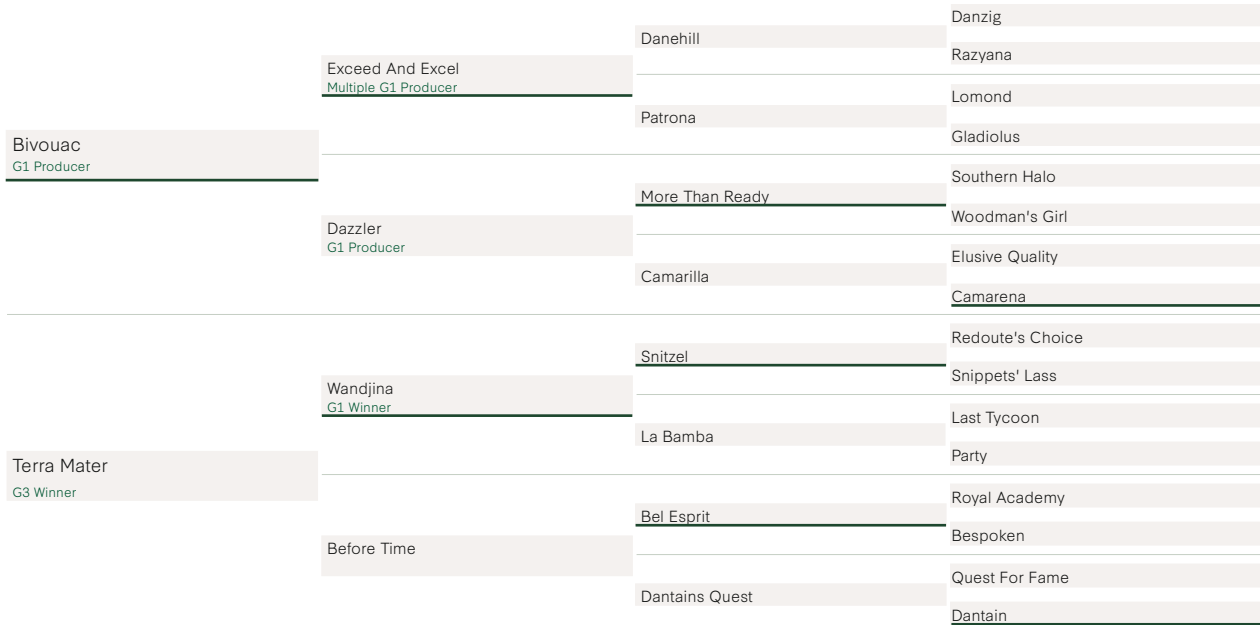 Bivouac
G1 Producer
Terra Mater
G3 Winner
Exceed And Excel
Multiple G1 Producer
Dazzler
G1 Producer
Wandjina
G1 Winner
Before Time
Danehill
Patrona
More Than Ready
Camarilla
Snitzel
La Bamba
Bel Esprit
Dantains Quest
Danzig
Razyana
Lomond
Gladiolus
Southern Halo
Woodman's Girl
Elusive Quality
Camarena
Redoute's Choice
Snippets' Lass
Last Tycoon
Party
Royal Academy
Bespoken
Quest For Fame
Dantain